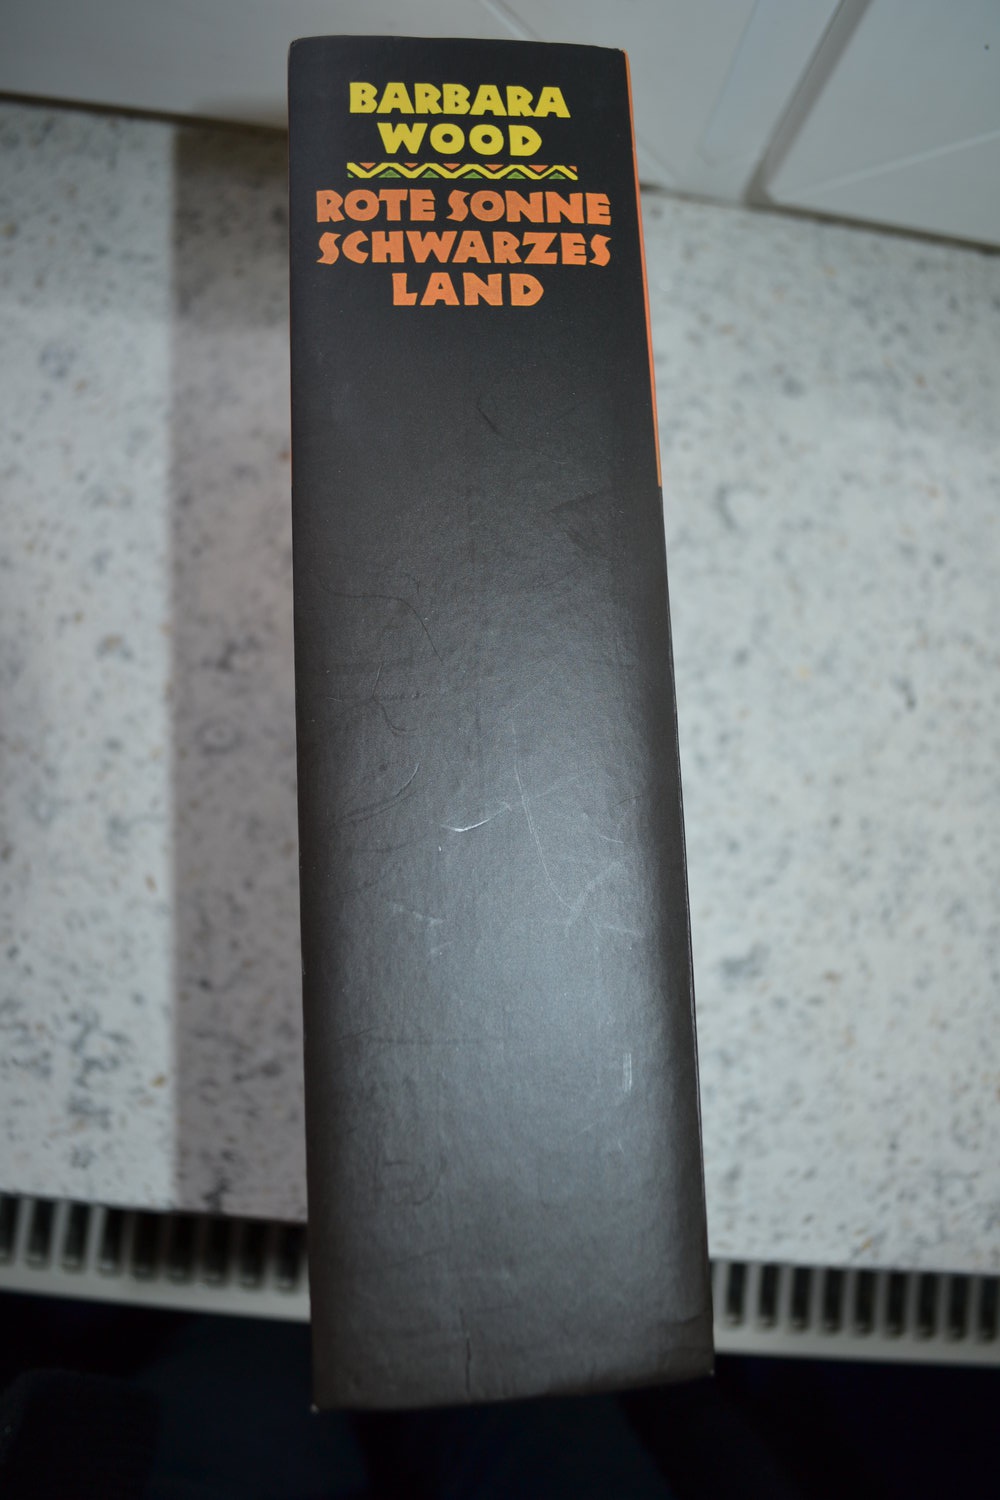 BARBARA
WOOD
ROTE SONNE
SCHWARZES
LAND